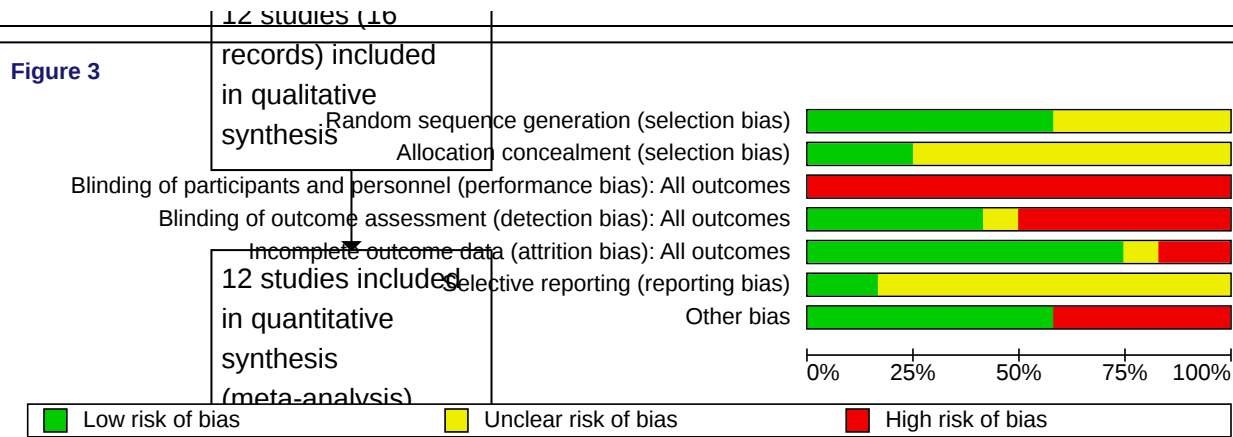 12 studies (16
records) included
in qualitative
synthesis
Figure 3
Random sequence generation (selection bias)
Allocation concealment (selection bias)
Blinding of participants and personnel (performance bias): All outcomes
Blinding of outcome assessment (detection bias): All outcomes
Incomplete outcome data (attrition bias): All outcomes
Selective reporting (reporting bias)
Other bias
12 studies included
in quantitative
synthesis
(meta-analysis)
0% 25% 50% 75% 100%
Low risk of bias Unclear risk of bias High risk of bias